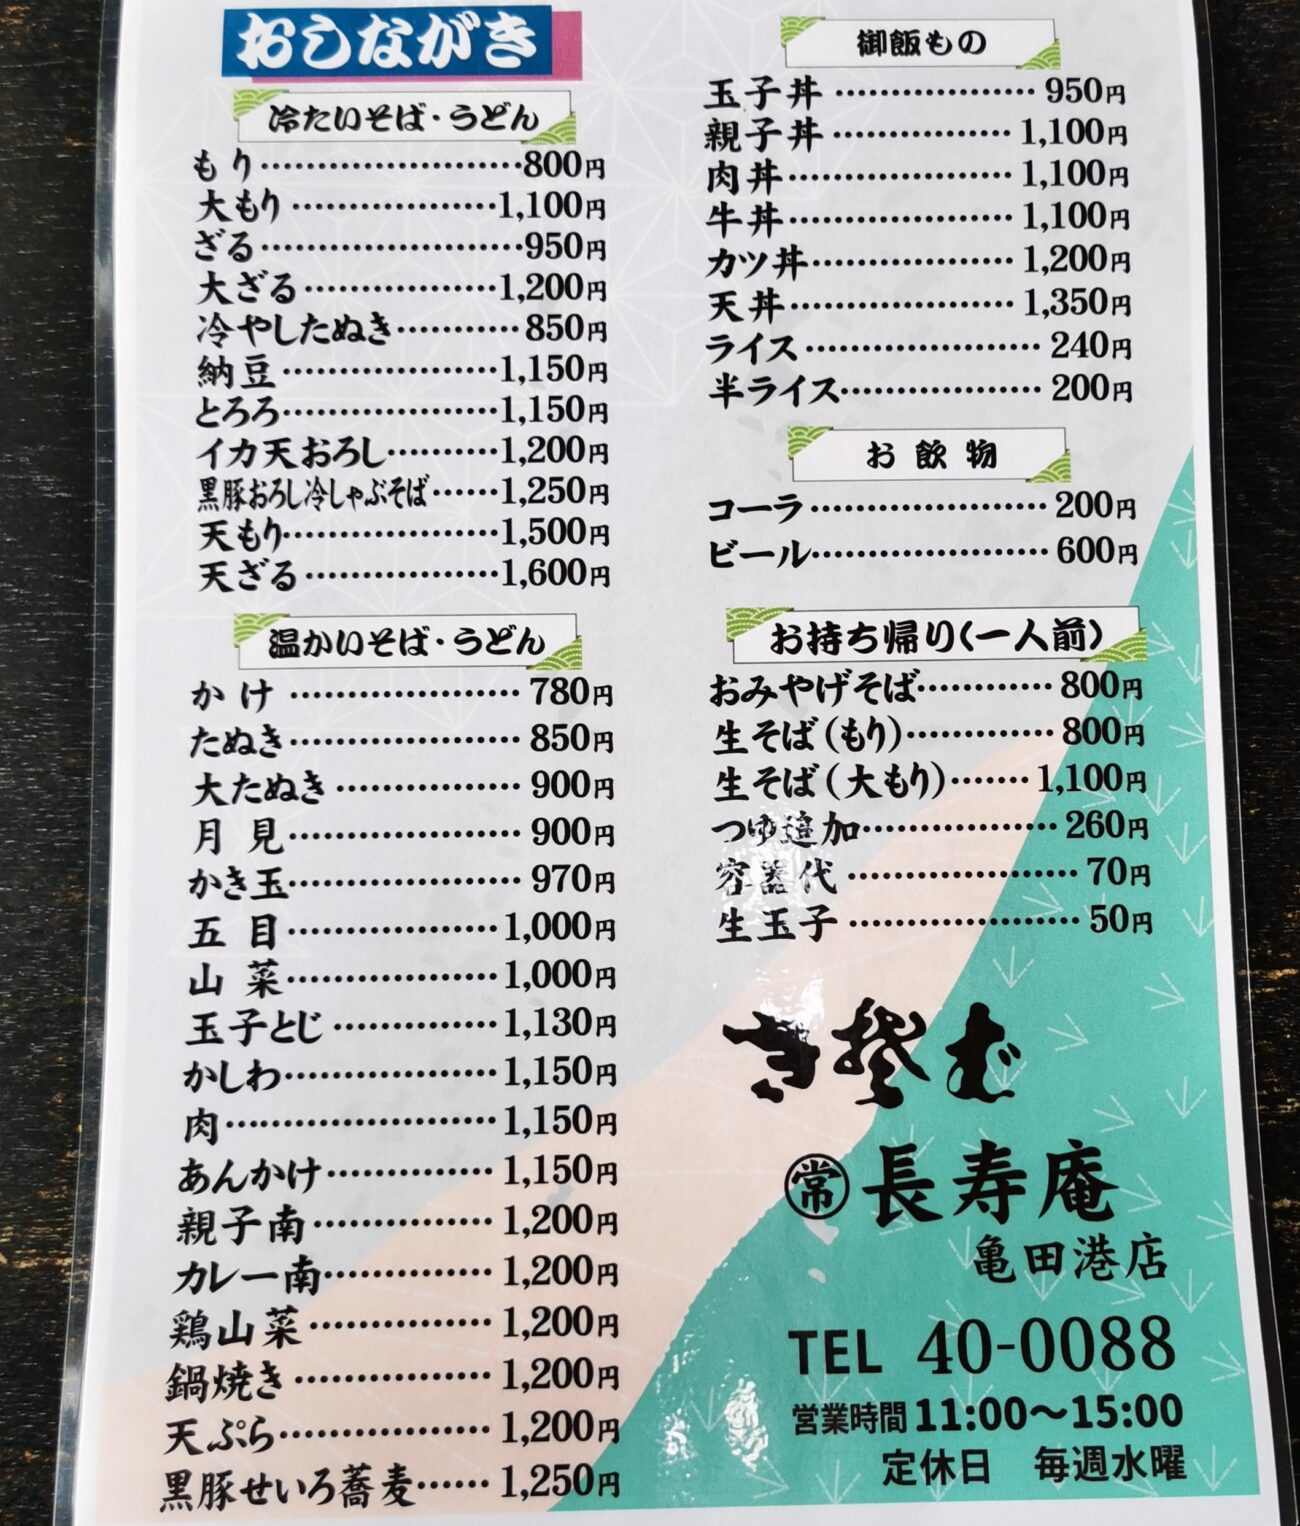 おしながき
冷たいそば・うどん
もり……………………800円
大もり………………1,100円
ざる……………………950円
大ざる………………1,200円
冷やしたぬき…………850円
納豆…………………1,150円
とろろ………………1,150円
イカ天おろし………1,200円
黒豚おろし冷しゃぶそば……1,250円
天もり………………1,500円
天ざる………………1,600円
温かいそば・うどん
かけ…………………780円
たぬき………………850円
大たぬき……………900円
月見…………………900円
かき玉………………970円
五目………………1,000円
山菜………………1,000円
玉子とじ…………1,130円
かしわ……………1,150円
肉…………………1,150円
あんかけ…………1,150円
親子南……………1,200円
カレー南…………1,200円
鶏山菜……………1,200円
鍋焼き……………1,200円
天ぷら……………1,200円
黒豚せいろ蕎麦……1,250円
御飯もの
玉子丼………………950円
親子丼……………1,100円
肉丼………………1,100円
牛丼………………1,100円
カツ丼……………1,200円
天丼………………1,350円
ライス………………240円
半ライス……………200円
お飲物
コーラ………………200円
ビール………………600円
お持ち帰り(一人前)
おみやげそば…………800円
生そば(もり)…………800円
生そば(大もり)……1,100円
つゆ追加……………260円
容器代………………70円
生玉子………………50円
㊖長寿庵
亀田港店
TEL 40-0088
営業時間 11:00～15:00
定休日 毎週水曜